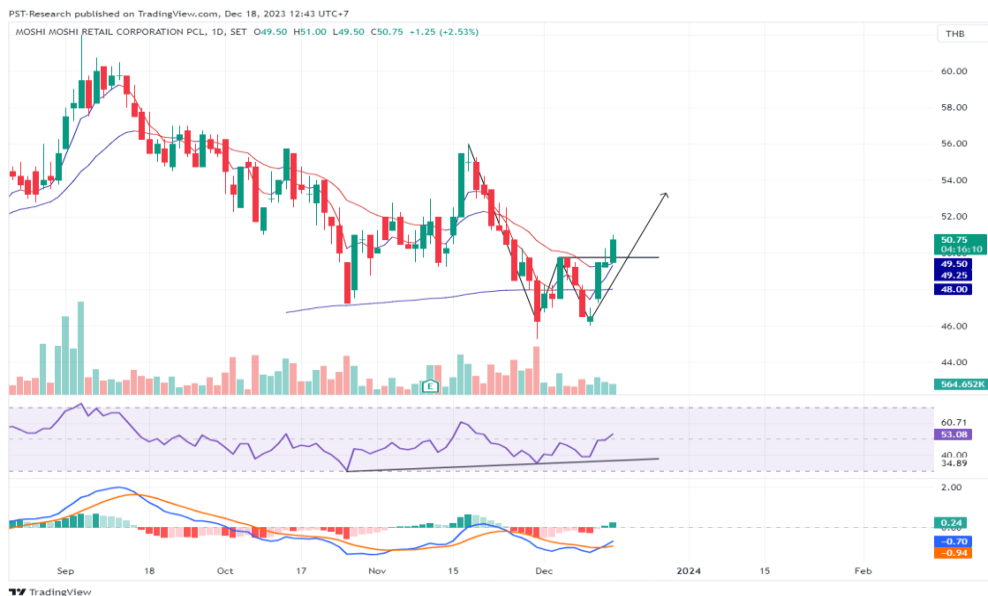 PST-Research published on TradingView.com, Dec 18, 2023 12:43 UTC+7
MOSHI MOSHI RETAIL CORPORATION PCL, 1D, SET O49.50 H51.00 L49.50 C50.75 +1.25 (+2.53%)
THB
60.00
58.00
56.00
54.00
52.00
50.75
04:16:10
49.50
49.25
48.00
46.00
44.00
E
564.652K
60.71
53.08
40.00
34.89
2.00
0.24
−0.70
−0.94
Sep 18 Oct 17 Nov 15 Dec 2024 15 Feb
TradingView